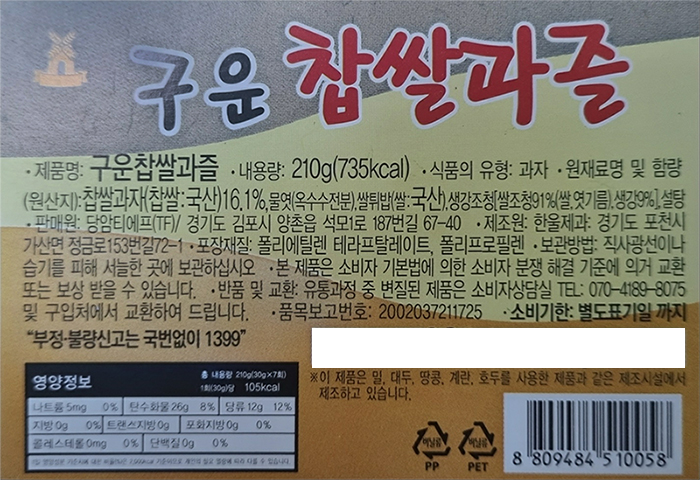 구운 찹쌀과즐
· 제품명: 구운찹쌀과즐 · 내용량: 210g(735kcal) · 식품의 유형: 과자 · 원재료명 및 함량
(원산지):찹쌀과자(찹쌀:국산)16.1%,물엿(옥수수전분),쌀튀밥(쌀:국산),생강조청[쌀조청91%(쌀,엿기름),생강9%],설탕
· 판매원: 당암티에프(TF)/ 경기도 김포시 양촌읍 석모1로 187번길 67-40 · 제조원: 한울제과: 경기도 포천시
가산면 정금로153번길72-1 · 포장재질: 폴리에틸렌 테라프탈레이트, 폴리프로필렌 · 보관방법: 직사광선이나
습기를 피해 서늘한 곳에 보관하십시오 · 본 제품은 소비자 기본법에 의한 소비자 분쟁 해결 기준에 의거 교환
또는 보상 받을 수 있습니다. · 반품 및 교환: 유통과정 중 변질된 제품은 소비자상담실 TEL: 070-4189-8075
및 구입처에서 교환하여 드립니다. · 품목보고번호: 2002037211725 · 소비기한: 별도표기일 까지
"부정·불량신고는 국번없이 1399"
※이 제품은 밀, 대두, 땅콩, 계란, 호두를 사용한 제품과 같은 제조시설에서
제조하고 있습니다.
영양정보
총 내용량 210g(30g×7회)
1회(30g)당 105kcal
나트륨 5mg 0% 탄수화물 26g 8% 당류 12g 12%
지방 0g 0% 트랜스지방 0g 포화지방 0g 0%
콜레스테롤 0mg 0% 단백질 0g 0%
비닐류 PP
비닐류 PET
8 809484 510058